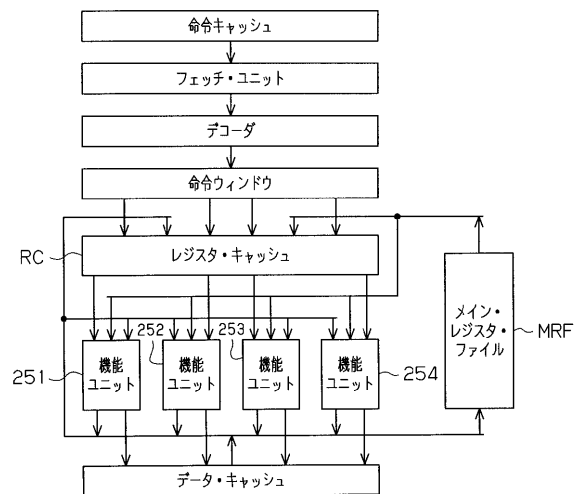 命令キャッシュ
フェッチ・ユニット
デコーダ
命令ウィンドウ
RC
レジスタ・キャッシュ
メイン・
レジスタ・
ファイル
MRF
251
機能
ユニット
252
機能
ユニット
253
機能
ユニット
機能
ユニット
254
データ・キャッシュ